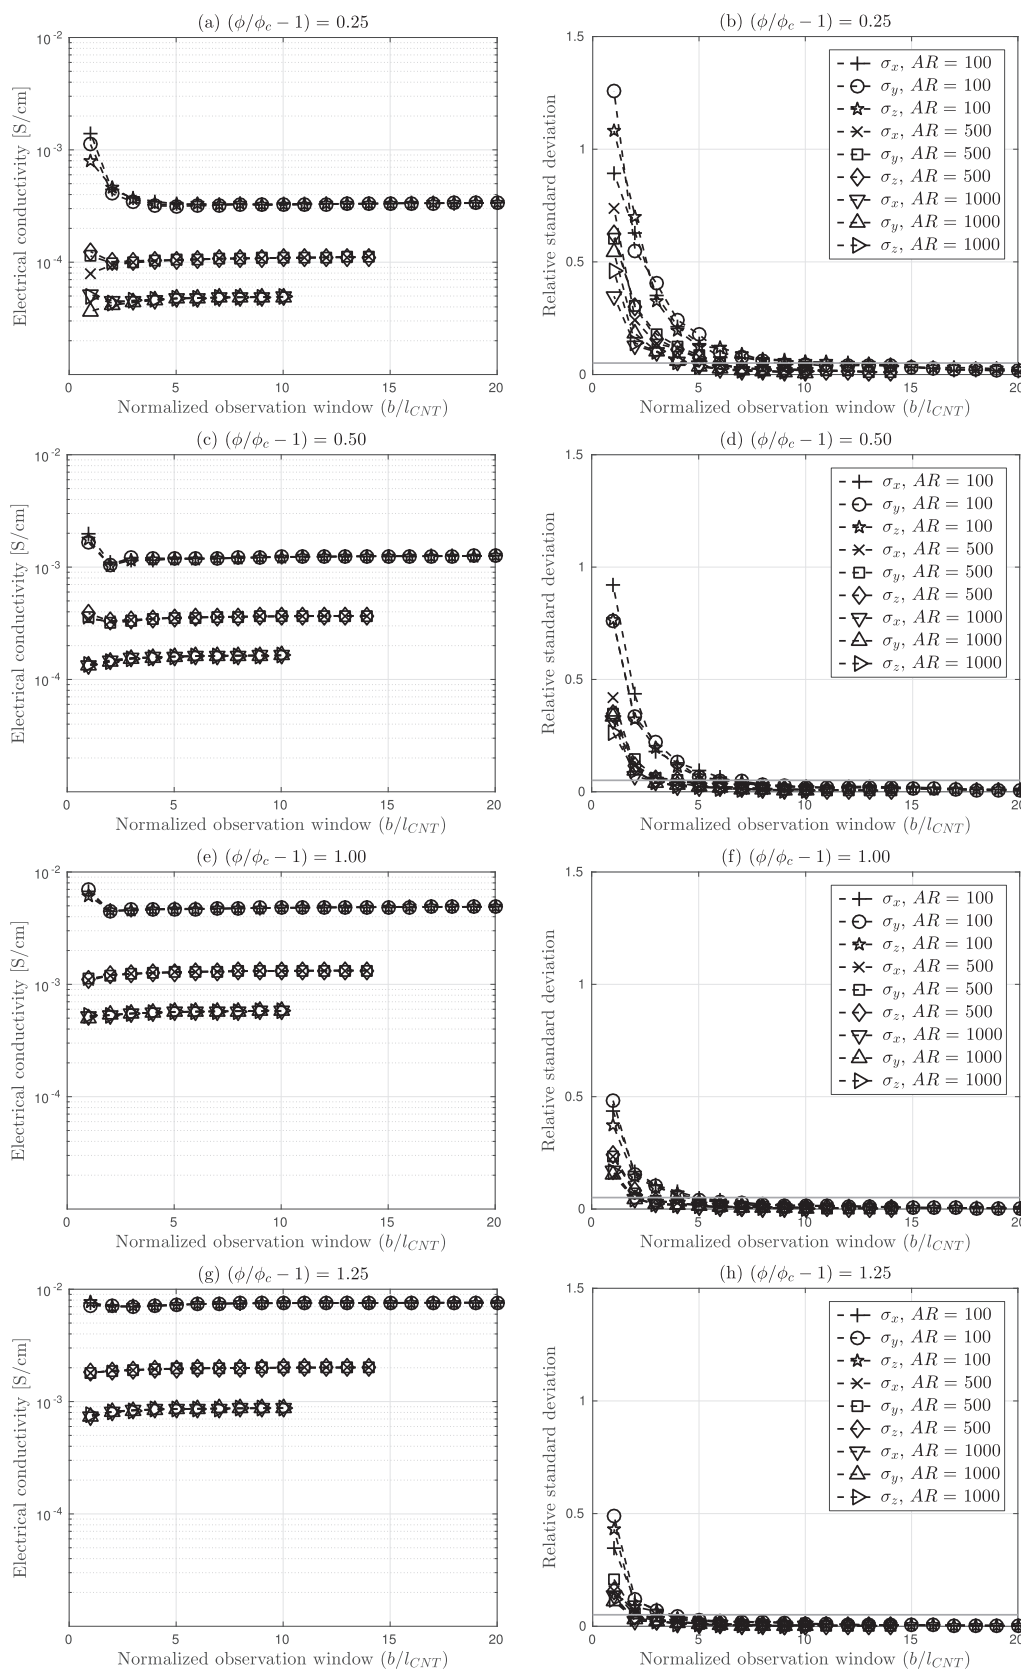 (a) (ϕ/ϕc − 1) = 0.25
Electrical conductivity [S/cm]
10^-2
10^-3
10^-4
0 5 10 15 20
Normalized observation window (b/lCNT)
(b) (ϕ/ϕc − 1) = 0.25
Relative standard deviation
1.5
1
0.5
0
σx, AR = 100
σy, AR = 100
σz, AR = 100
σx, AR = 500
σy, AR = 500
σz, AR = 500
σx, AR = 1000
σy, AR = 1000
σz, AR = 1000
0 5 10 15 20
Normalized observation window (b/lCNT)
(c) (ϕ/ϕc − 1) = 0.50
Electrical conductivity [S/cm]
10^-2
10^-3
10^-4
0 5 10 15 20
Normalized observation window (b/lCNT)
(d) (ϕ/ϕc − 1) = 0.50
Relative standard deviation
1.5
1
0.5
0
σx, AR = 100
σy, AR = 100
σz, AR = 100
σx, AR = 500
σy, AR = 500
σz, AR = 500
σx, AR = 1000
σy, AR = 1000
σz, AR = 1000
0 5 10 15 20
Normalized observation window (b/lCNT)
(e) (ϕ/ϕc − 1) = 1.00
Electrical conductivity [S/cm]
10^-2
10^-3
10^-4
0 5 10 15 20
Normalized observation window (b/lCNT)
(f) (ϕ/ϕc − 1) = 1.00
Relative standard deviation
1.5
1
0.5
0
σx, AR = 100
σy, AR = 100
σz, AR = 100
σx, AR = 500
σy, AR = 500
σz, AR = 500
σx, AR = 1000
σy, AR = 1000
σz, AR = 1000
0 5 10 15 20
Normalized observation window (b/lCNT)
(g) (ϕ/ϕc − 1) = 1.25
Electrical conductivity [S/cm]
10^-2
10^-3
10^-4
0 5 10 15 20
Normalized observation window (b/lCNT)
(h) (ϕ/ϕc − 1) = 1.25
Relative standard deviation
1.5
1
0.5
0
σx, AR = 100
σy, AR = 100
σz, AR = 100
σx, AR = 500
σy, AR = 500
σz, AR = 500
σx, AR = 1000
σy, AR = 1000
σz, AR = 1000
0 5 10 15 20
Normalized observation window (b/lCNT)